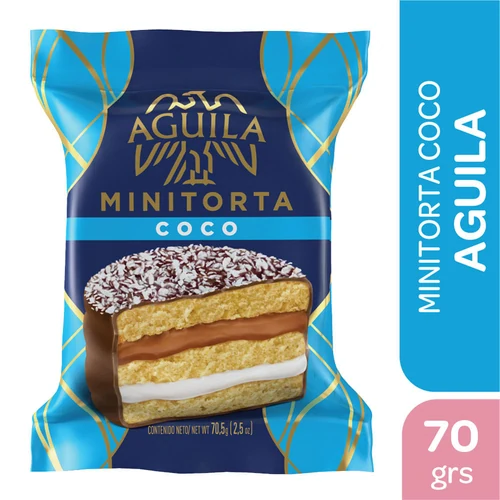 AGUILA
MINITORTA
COCO
CONTENIDO NETO/ NET WT 70,5g (2,5 oz)
MINITORTA COCO
AGUILA
70
grs